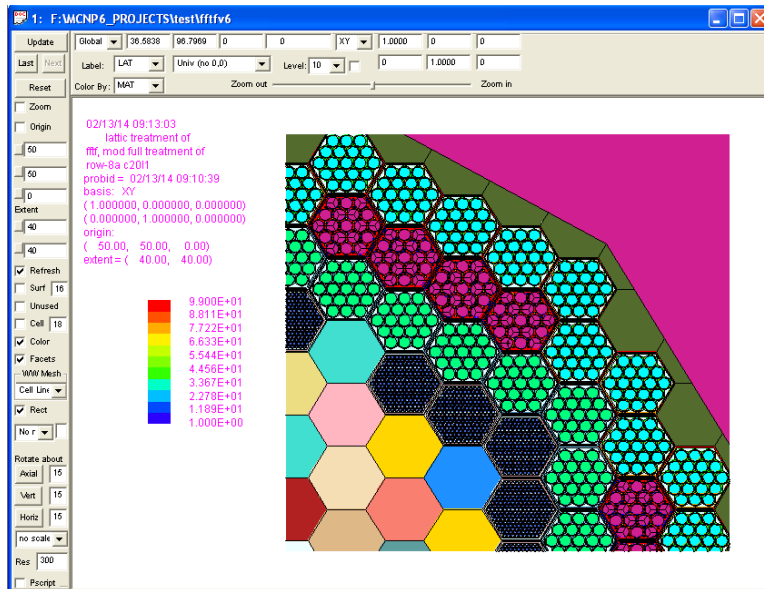 1: F:\MCNP6_PROJECTS\test\fftfv6
Update Global 36.5838 96.7969 0 0 XY 1.0000 0 0
Last Next Label: LAT Univ (no 0,0) Level: 10 0 1.0000 0
Reset Color By: MAT Zoom out Zoom in
Zoom
Origin
50
50
0
Extent
40
40
Refresh
Surf 16
Unused
Cell 18
Color
Facets
WW Mesh
Cell Line
Rect
No r
Rotate about
Axial 15
Vert 15
Horiz 15
no scale
Res 300
Pscript
02/13/14 09:13:03
lattic treatment of
fftf, mod full treatment of
row-8a c20l1
probid = 02/13/14 09:10:39
basis: XY
( 1.000000, 0.000000, 0.000000)
( 0.000000, 1.000000, 0.000000)
origin:
( 50.00, 50.00, 0.00)
extent = ( 40.00, 40.00)
9.900E+01
8.811E+01
7.722E+01
6.633E+01
5.544E+01
4.456E+01
3.367E+01
2.278E+01
1.189E+01
1.000E+00